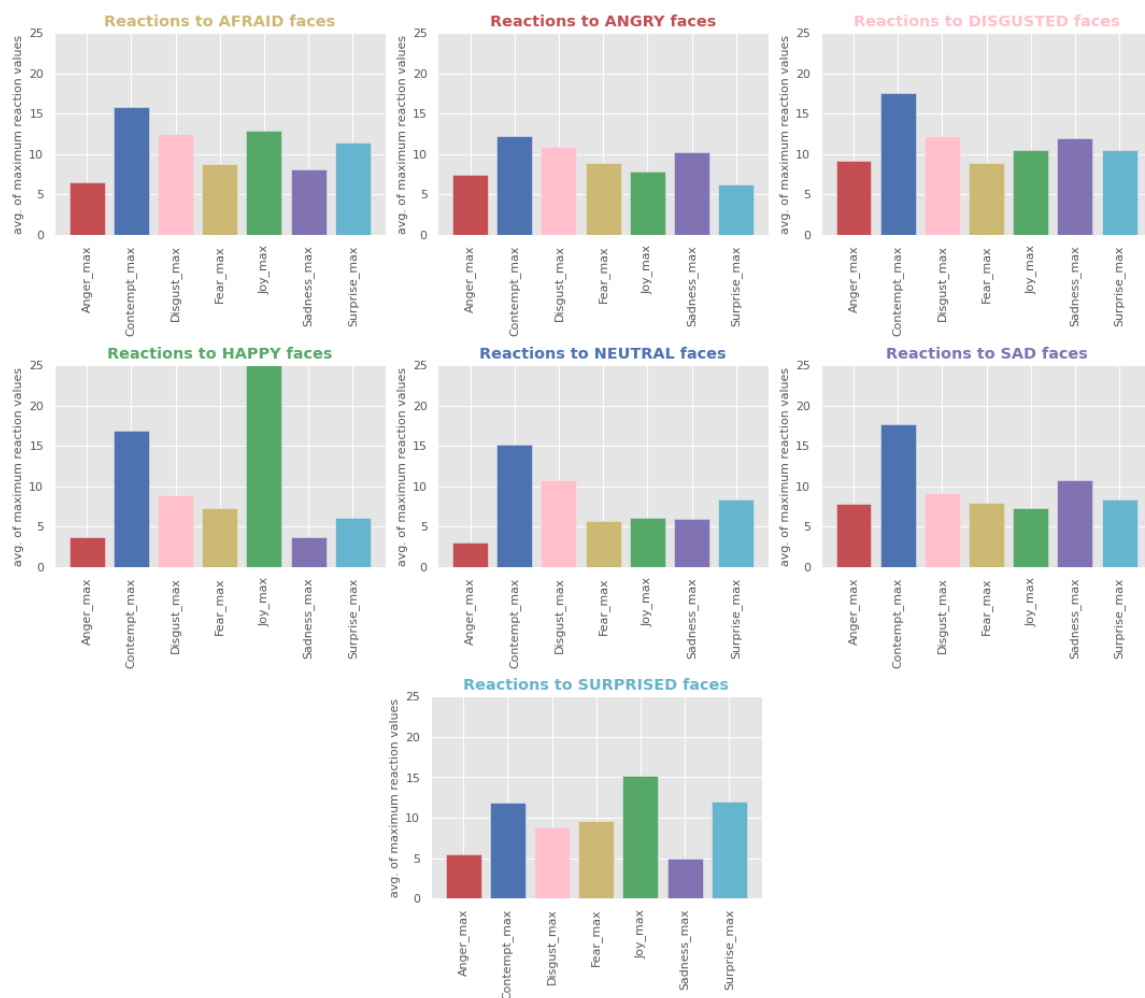 Reactions to AFRAID faces
avg. of maximum reaction values
25
20
15
10
5
0
Anger_max
Contempt_max
Disgust_max
Fear_max
Joy_max
Sadness_max
Surprise_max
Reactions to ANGRY faces
avg. of maximum reaction values
25
20
15
10
5
0
Anger_max
Contempt_max
Disgust_max
Fear_max
Joy_max
Sadness_max
Surprise_max
Reactions to DISGUSTED faces
avg. of maximum reaction values
25
20
15
10
5
0
Anger_max
Contempt_max
Disgust_max
Fear_max
Joy_max
Sadness_max
Surprise_max
Reactions to HAPPY faces
avg. of maximum reaction values
25
20
15
10
5
0
Anger_max
Contempt_max
Disgust_max
Fear_max
Joy_max
Sadness_max
Surprise_max
Reactions to NEUTRAL faces
avg. of maximum reaction values
25
20
15
10
5
0
Anger_max
Contempt_max
Disgust_max
Fear_max
Joy_max
Sadness_max
Surprise_max
Reactions to SAD faces
avg. of maximum reaction values
25
20
15
10
5
0
Anger_max
Contempt_max
Disgust_max
Fear_max
Joy_max
Sadness_max
Surprise_max
Reactions to SURPRISED faces
avg. of maximum reaction values
25
20
15
10
5
0
Anger_max
Contempt_max
Disgust_max
Fear_max
Joy_max
Sadness_max
Surprise_max